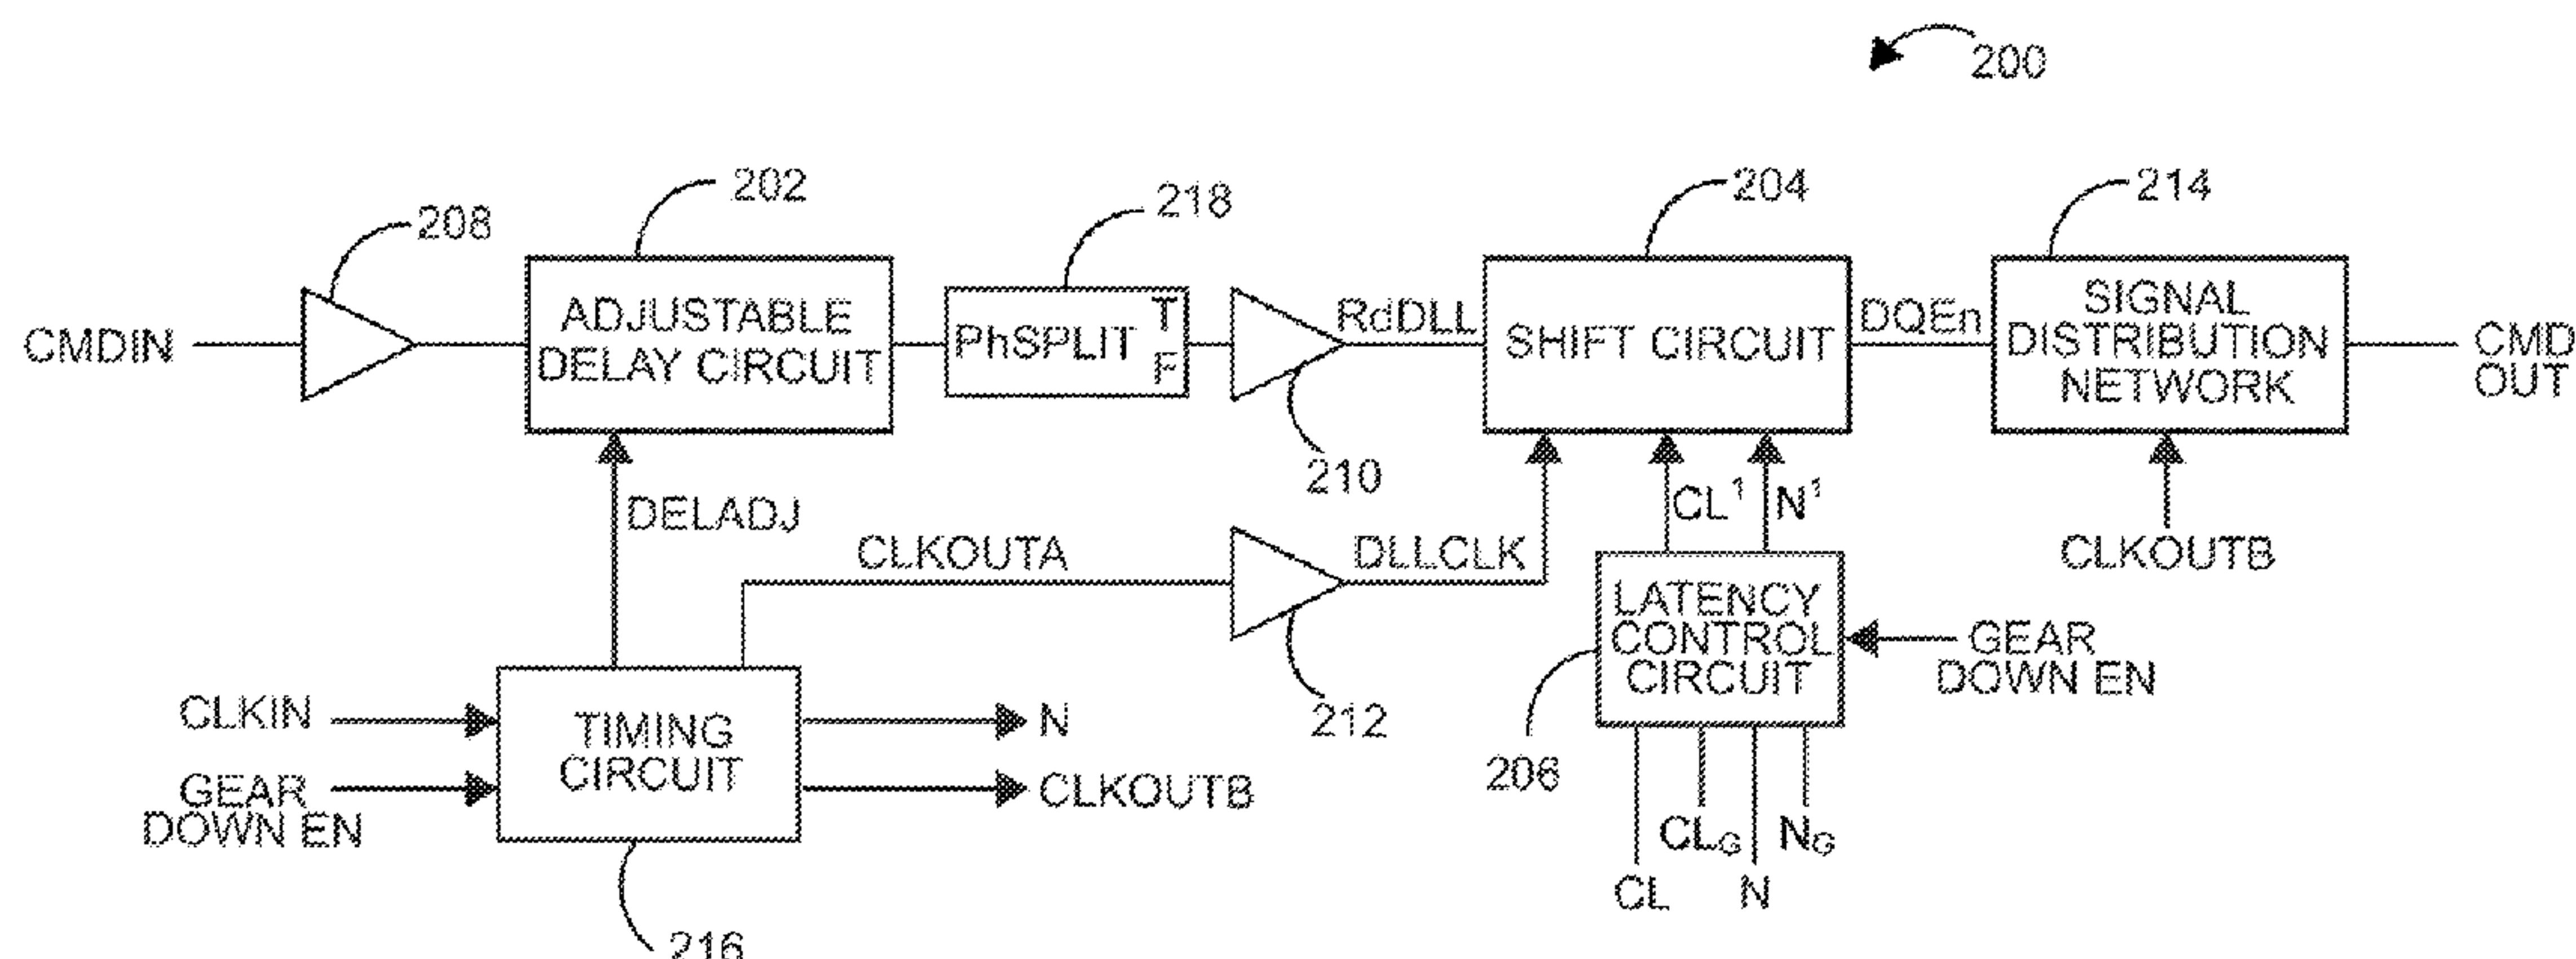 200
208
202
218
204
214
CMDIN
ADJUSTABLE
DELAY CIRCUIT
PhSPLIT
T
F
RdDLL
SHIFT CIRCUIT
DQEn
SIGNAL
DISTRIBUTION
NETWORK
CMD
OUT
210
DELADJ
CLKOUTA
DLLCLK
CL¹
N¹
CLKOUTB
LATENCY
CONTROL
CIRCUIT
GEAR
DOWN EN
212
206
CLKIN
GEAR
DOWN EN
TIMING
CIRCUIT
N
CLKOUTB
CL_G
N_G
CL
N
216